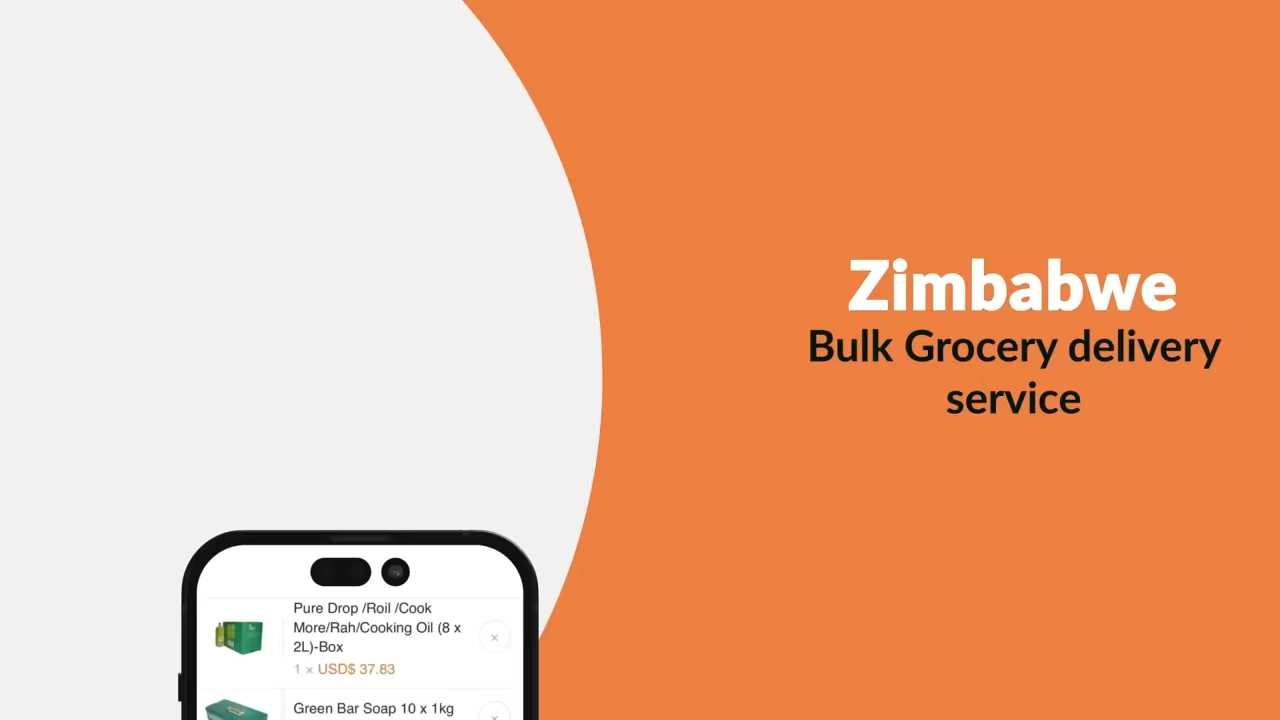 Zimbabwe
Bulk Grocery delivery
service
Pure Drop /Roil /Cook
More/Rah/Cooking Oil (8 x
2L)-Box
1 × USD$ 37.83
Green Bar Soap 10 x 1kg